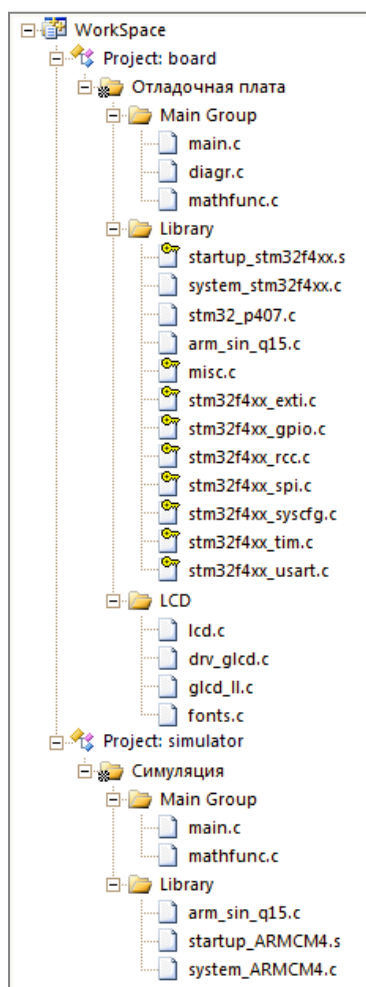 WorkSpace
Project: board
Отладочная плата
Main Group
main.c
diagr.c
mathfunc.c
Library
startup_stm32f4xx.s
system_stm32f4xx.c
stm32_p407.c
arm_sin_q15.c
misc.c
stm32f4xx_exti.c
stm32f4xx_gpio.c
stm32f4xx_rcc.c
stm32f4xx_spi.c
stm32f4xx_syscfg.c
stm32f4xx_tim.c
stm32f4xx_usart.c
LCD
lcd.c
drv_glcd.c
glcd_ll.c
fonts.c
Project: simulator
Симуляция
Main Group
main.c
mathfunc.c
Library
arm_sin_q15.c
startup_ARMCM4.s
system_ARMCM4.c